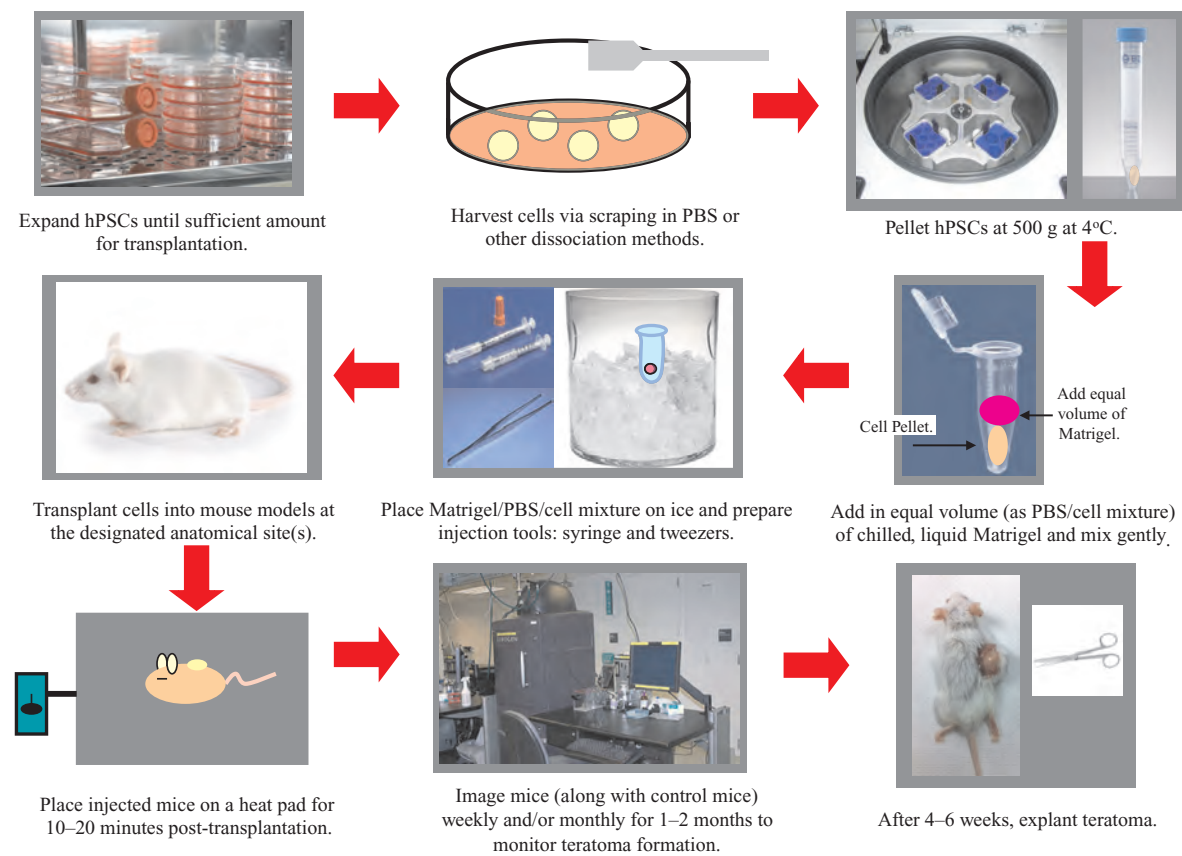 Expand hPSCs until sufficient amount
for transplantation.
Harvest cells via scraping in PBS or
other dissociation methods.
Pellet hPSCs at 500 g at 4°C.
Cell Pellet.
Add equal
volume of
Matrigel.
Add in equal volume (as PBS/cell mixture)
of chilled, liquid Matrigel and mix gently.
Place Matrigel/PBS/cell mixture on ice and prepare
injection tools: syringe and tweezers.
Transplant cells into mouse models at
the designated anatomical site(s).
Place injected mice on a heat pad for
10–20 minutes post-transplantation.
Image mice (along with control mice)
weekly and/or monthly for 1–2 months to
monitor teratoma formation.
After 4–6 weeks, explant teratoma.